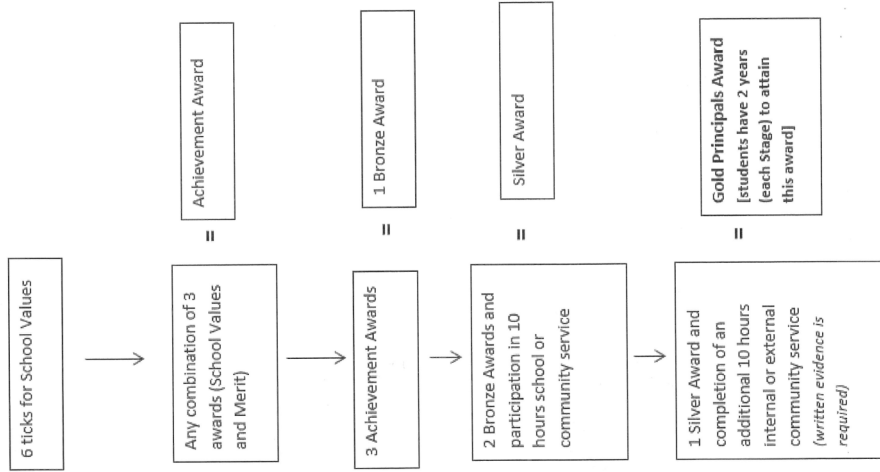 6 ticks for School Values
Any combination of 3
awards (School Values
and Merit)
=
Achievement Award
3 Achievement Awards
=
1 Bronze Award
2 Bronze Awards and
participation in 10
hours school or
community service
=
Silver Award
1 Silver Award and
completion of an
additional 10 hours
internal or external
community service
(written evidence is
required)
=
Gold Principals Award
[students have 2 years
(each Stage) to attain
this award]